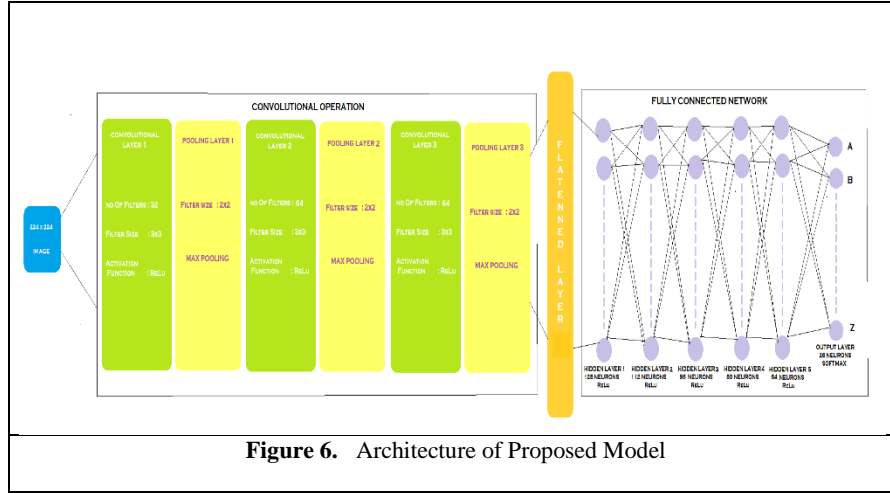 CONVOLUTIONAL OPERATION
FULLY CONNECTED NETWORK
224 x 224
IMAGE
CONVOLUTIONAL
LAYER 1
NO OF FILTERS : 32
FILTER SIZE : 3X3
ACTIVATION
FUNCTION : RELU
POOLING LAYER 1
FILTER SIZE : 2X2
MAX POOLING
CONVOLUTIONAL
LAYER 2
NO OF FILTERS : 64
FILTER SIZE : 3X3
ACTIVATION
FUNCTION : RELU
POOLING LAYER 2
FILTER SIZE : 2X2
MAX POOLING
CONVOLUTIONAL
LAYER 3
NO OF FILTERS : 64
FILTER SIZE : 3X3
ACTIVATION
FUNCTION : RELU
POOLING LAYER 3
FILTER SIZE : 2X2
MAX POOLING
FLATENNED LAYER
A
B
Z
HIDDEN LAYER 1
128 NEURONS
RELU
HIDDEN LAYER 2
112 NEURONS
RELU
HIDDEN LAYER 3
96 NEURONS
RELU
HIDDEN LAYER 4
80 NEURONS
RELU
HIDDEN LAYER 5
64 NEURONS
RELU
OUTPUT LAYER
26 NEURONS
SOFTMAX
Figure 6. Architecture of Proposed Model